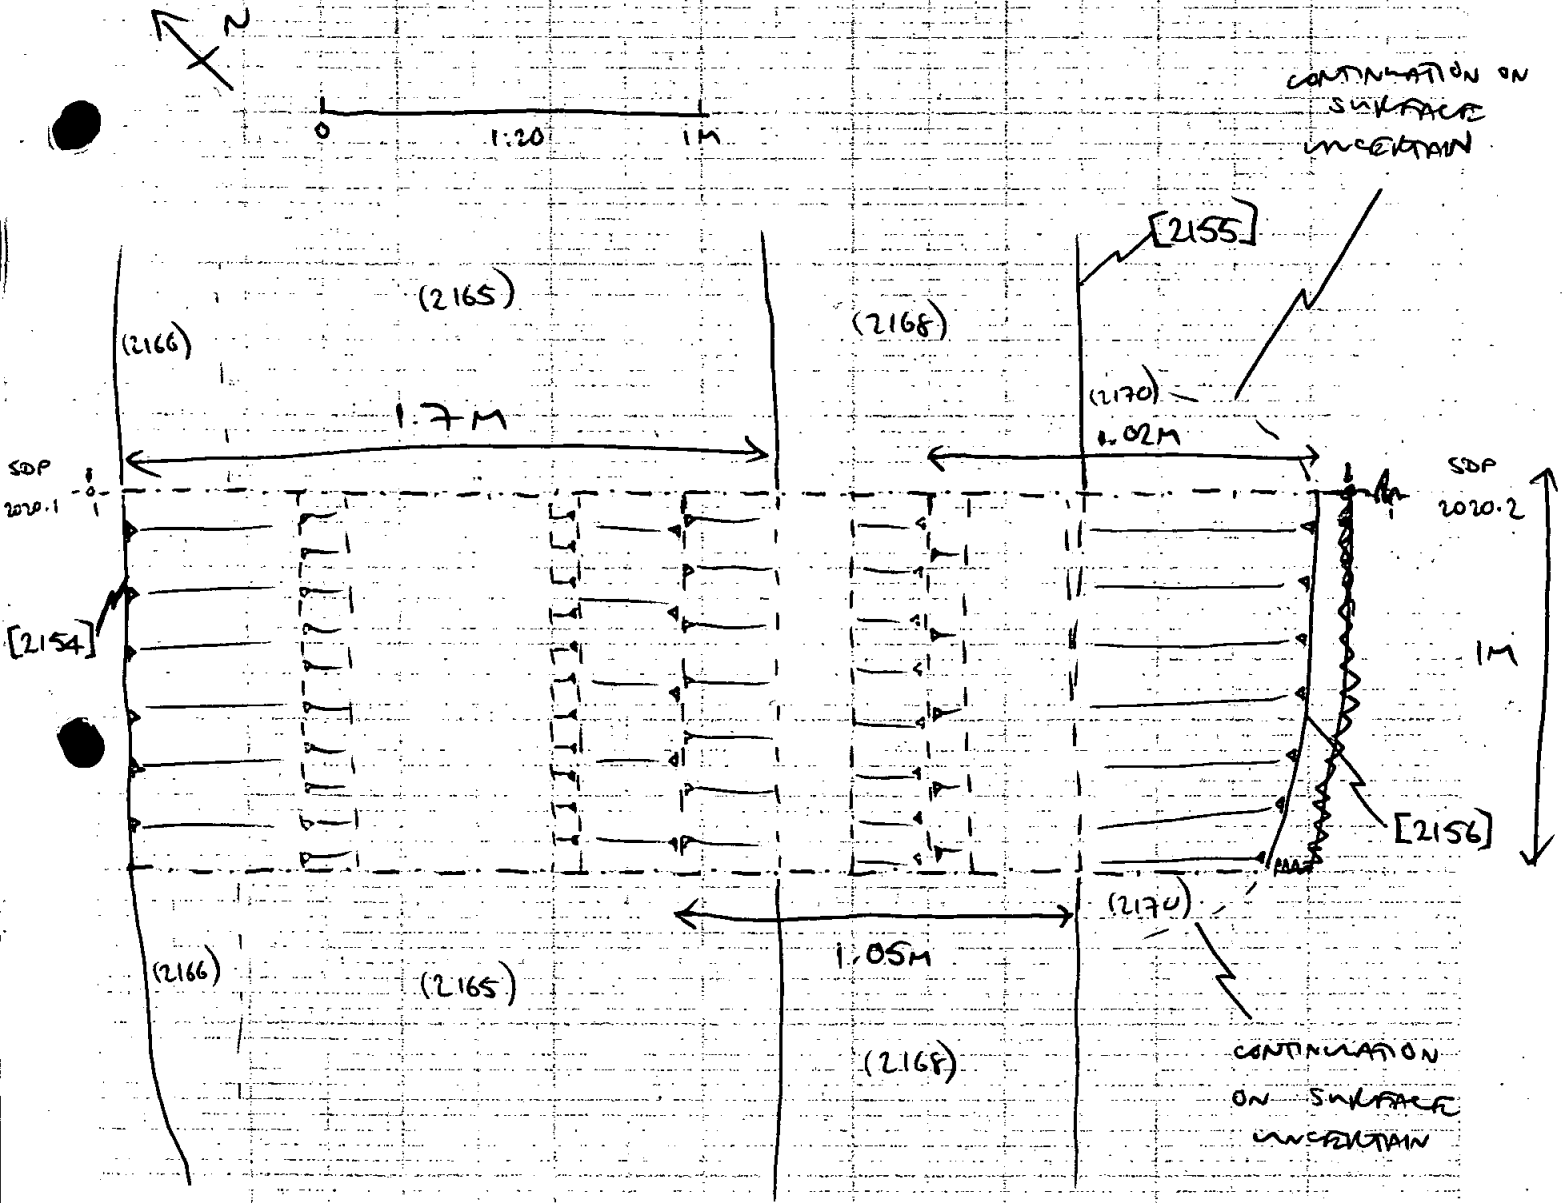 N
0 1:20 1M
CONTINUATION ON
SURFACE
UNCERTAIN
[2155]
(2165)
(2168)
(2166)
(2170)
1.7M
1.02M
SDP
2020.1
SDP
2020.2
[2154]
1M
[2156]
(2170)
1.05M
(2166)
(2165)
(2168)
CONTINUATION
ON SURFACE
UNCERTAIN